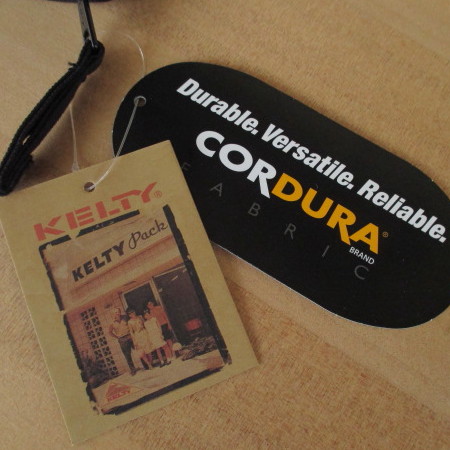 Durable. Versatile. Reliable.
CORDURA®
BRAND
FABRIC
KELTY®
KELTY Pack